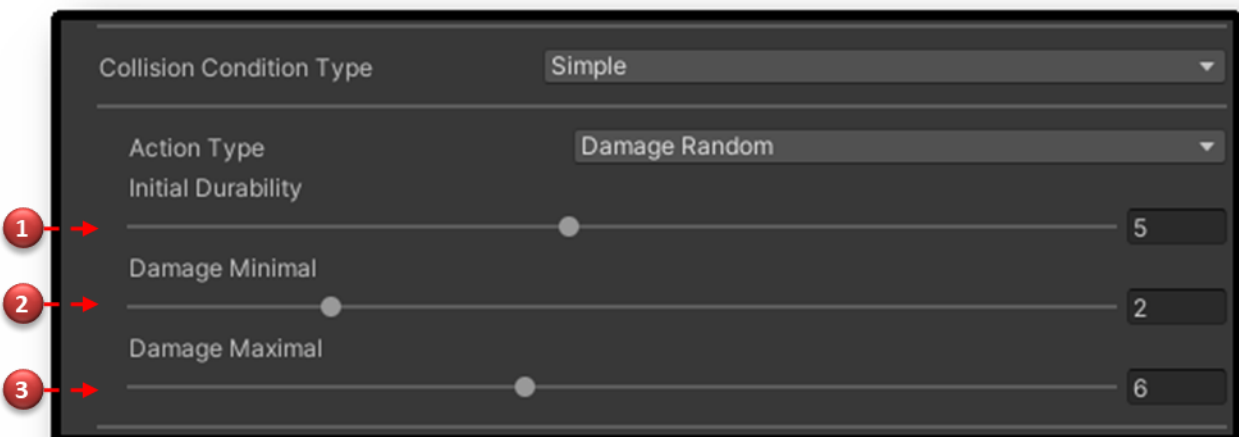 Collision Condition Type Simple
Action Type Damage Random
Initial Durability
1 5
Damage Minimal
2 2
Damage Maximal
3 6